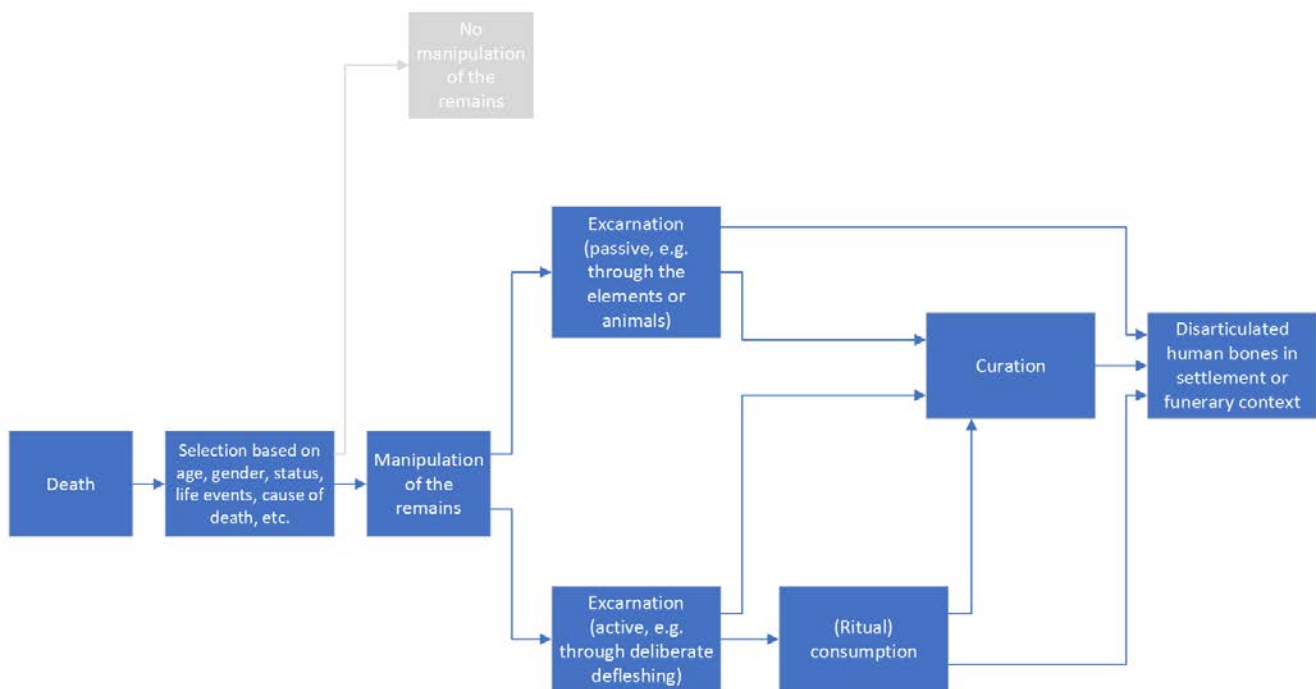 No
manipulation
of the
remains
Excarnation
(passive, e.g.
through the
elements or
animals)
Curation
Disarticulated
human bones in
settlement or
funerary context
Death
Selection based on
age, gender, status,
life events, cause of
death, etc.
Manipulation
of the
remains
Excarnation
(active, e.g.
through deliberate
defleshing)
(Ritual)
consumption